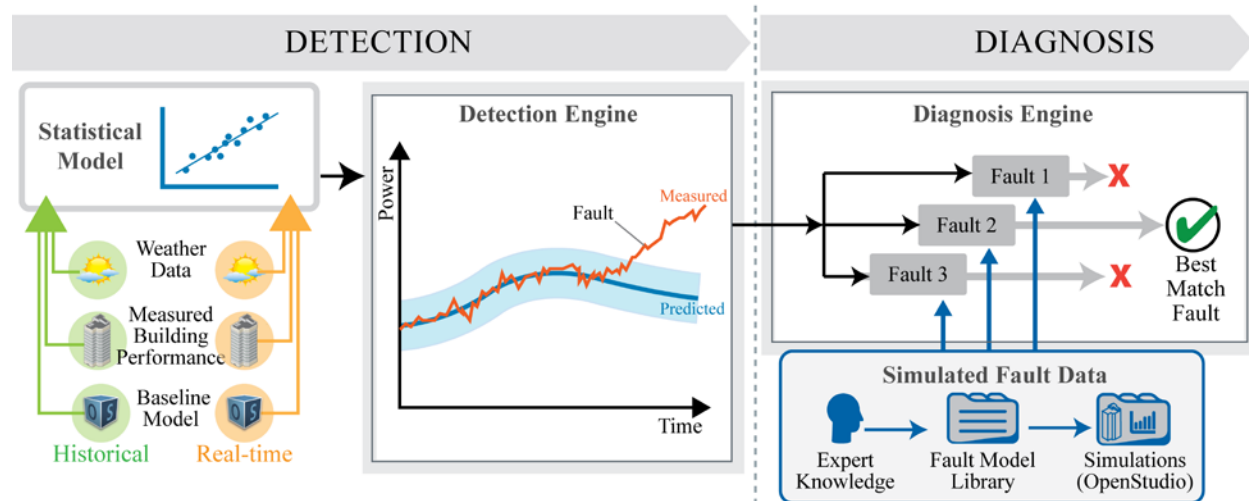 DETECTION
DIAGNOSIS
Statistical
Model
Weather
Data
Measured
Building
Performance
Baseline
Model
O S
O S
Historical
Real-time
Detection Engine
Power
Measured
Fault
Predicted
Time
Diagnosis Engine
Fault 1
X
Fault 2
Fault 3
X
Best
Match
Fault
Simulated Fault Data
Expert
Knowledge
Fault Model
Library
Simulations
(OpenStudio)